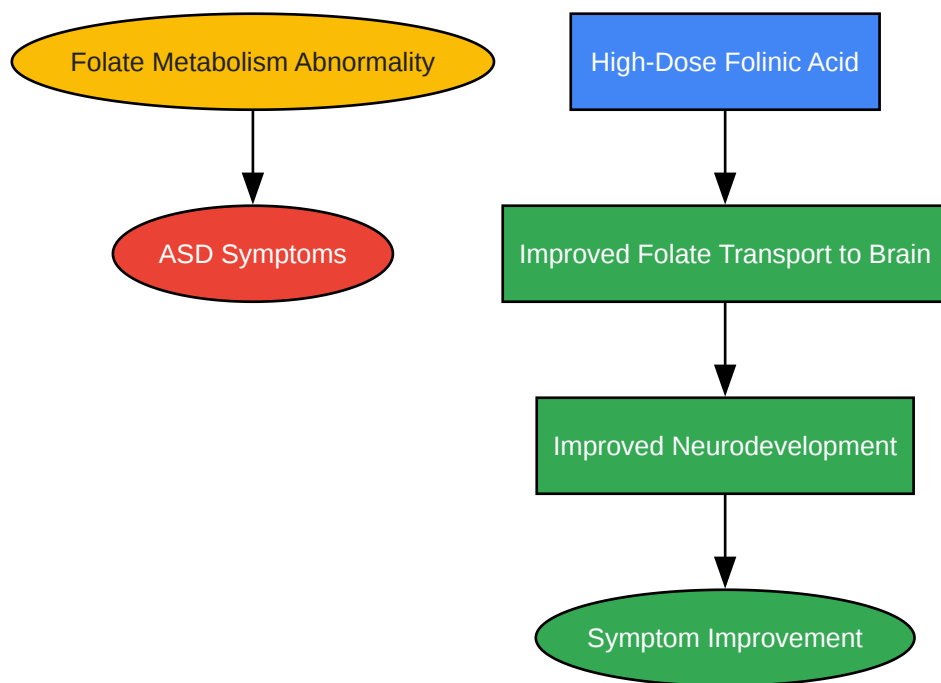 Folate Metabolism Abnormality
High-Dose Folinic Acid
ASD Symptoms
Improved Folate Transport to Brain
Improved Neurodevelopment
Symptom Improvement